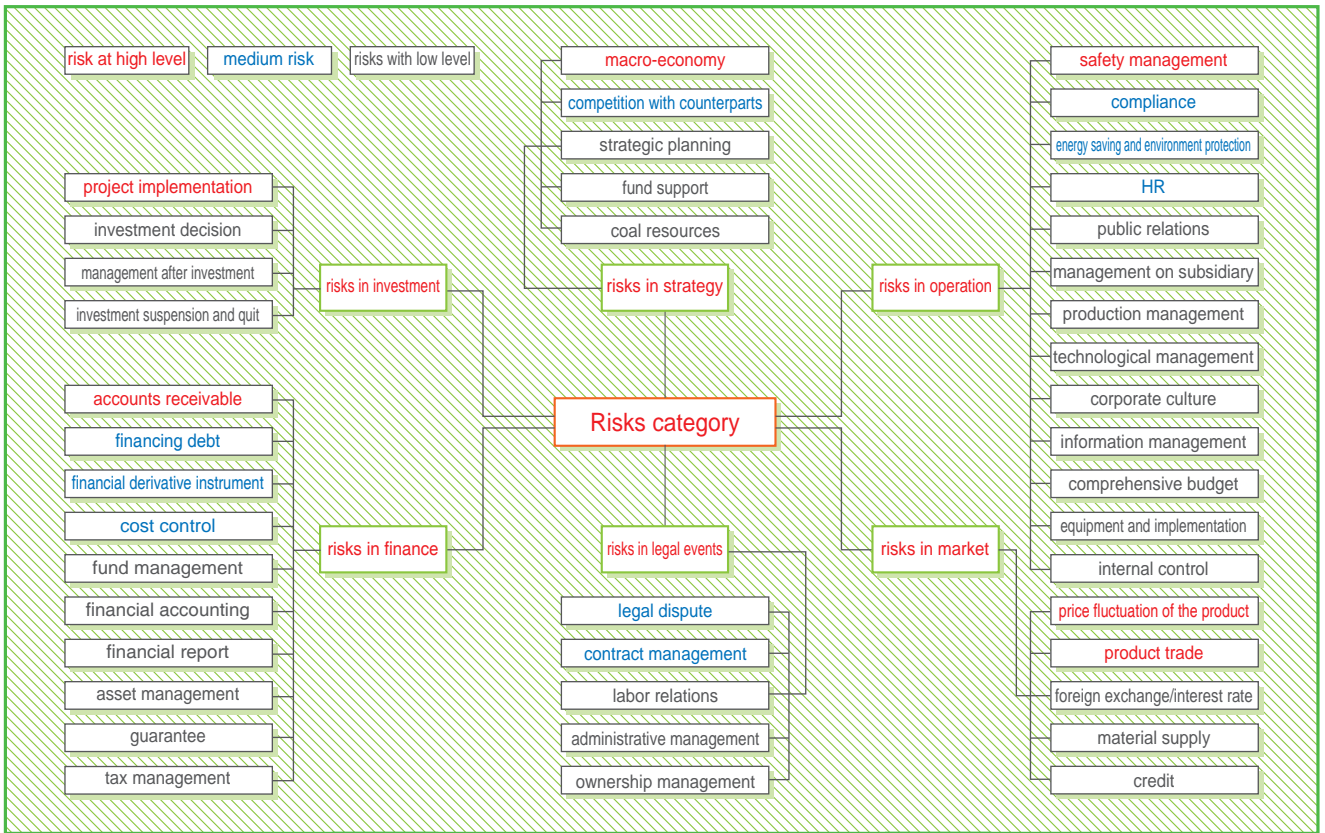 risk at high level
medium risk
risks with low level
macro-economy
competition with counterparts
strategic planning
fund support
coal resources
risks in strategy
safety management
compliance
energy saving and environment protection
HR
public relations
management on subsidiary
production management
technological management
corporate culture
information management
comprehensive budget
equipment and implementation
internal control
risks in operation
project implementation
investment decision
management after investment
investment suspension and quit
risks in investment
Risks category
accounts receivable
financing debt
financial derivative instrument
cost control
fund management
financial accounting
financial report
asset management
guarantee
tax management
risks in finance
risks in legal events
legal dispute
contract management
labor relations
administrative management
ownership management
risks in market
price fluctuation of the product
product trade
foreign exchange/interest rate
material supply
credit